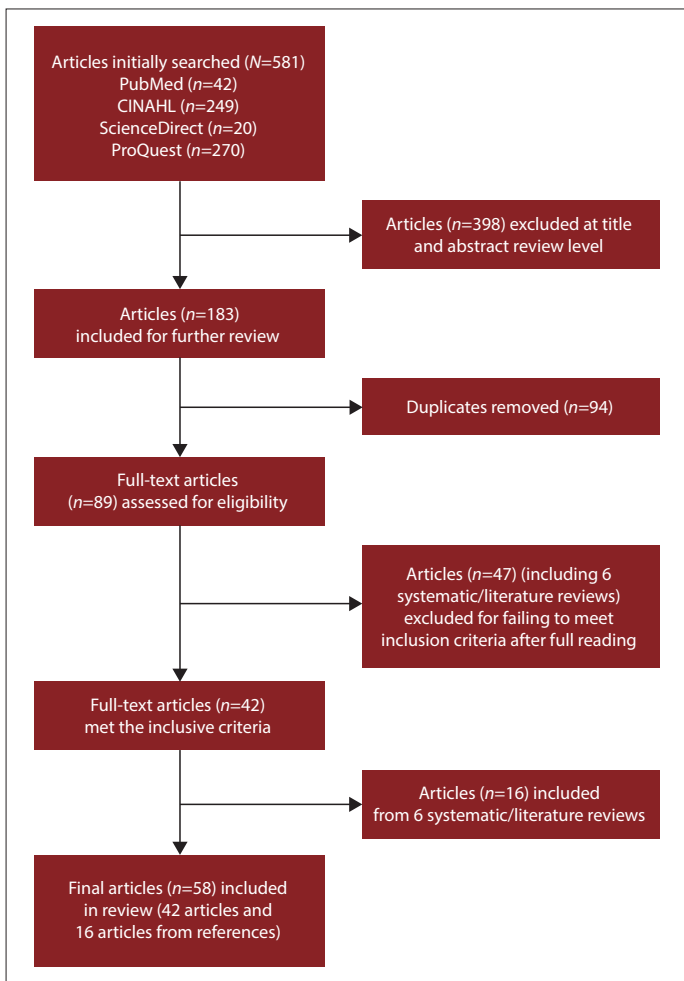 Articles initially searched (N=581)
PubMed (n=42)
CINAHL (n=249)
ScienceDirect (n=20)
ProQuest (n=270)
Articles (n=398) excluded at title
and abstract review level
Articles (n=183)
included for further review
Duplicates removed (n=94)
Full-text articles
(n=89) assessed for eligibility
Articles (n=47) (including 6
systematic/literature reviews)
excluded for failing to meet
inclusion criteria after full reading
Full-text articles (n=42)
met the inclusive criteria
Articles (n=16) included
from 6 systematic/literature reviews
Final articles (n=58) included
in review (42 articles and
16 articles from references)